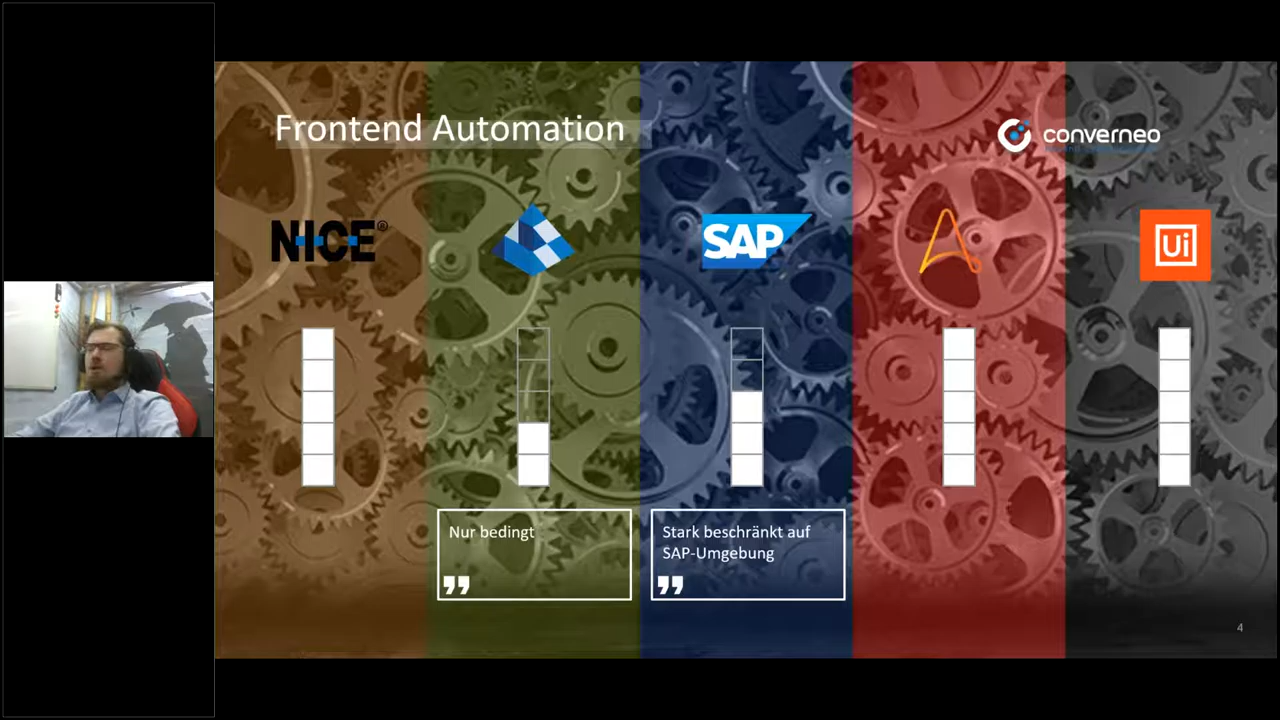 Frontend Automation
converneo
NICE®
SAP
Ui
Nur bedingt
Stark beschränkt auf
SAP-Umgebung
4